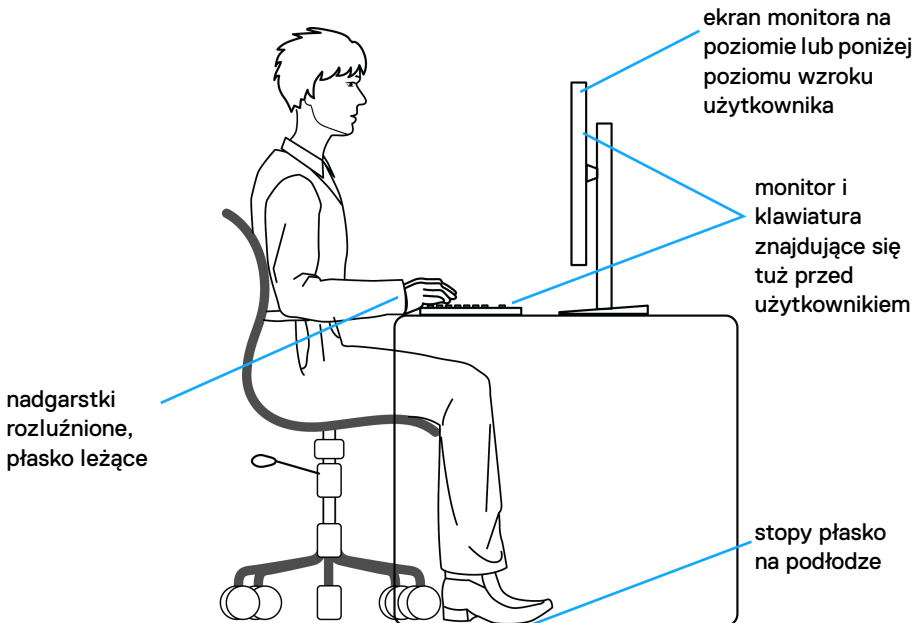 ekran monitora na
poziomie lub poniżej
poziomu wzroku
użytkownika
monitor i
klawiatura
znajdujące się
tuż przed
użytkownikiem
nadgarstki
rozluźnione,
płasko leżące
stopy płasko
na podłodze